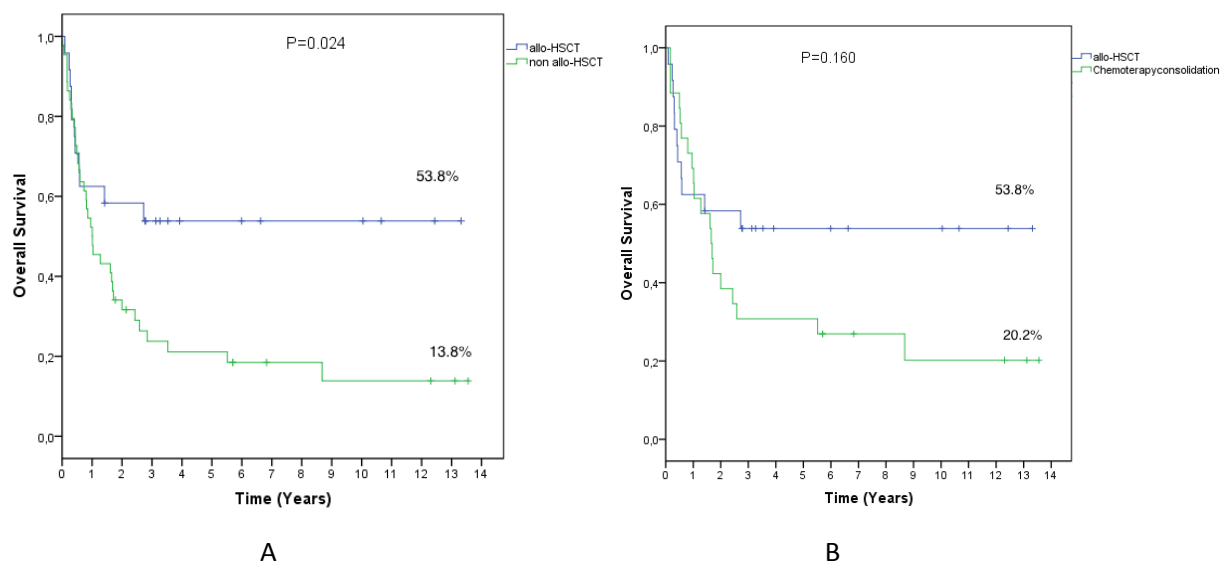 P=0.024
allo-HSCT
non allo-HSCT
Overall Survival
1,0
0,8
0,6
0,4
0,2
0,0
53.8%
13.8%
0 1 2 3 4 5 6 7 8 9 10 11 12 13 14
Time (Years)
A
P=0.160
allo-HSCT
Chemoterapyconsolidation
Overall Survival
1,0
0,8
0,6
0,4
0,2
0,0
53.8%
20.2%
0 1 2 3 4 5 6 7 8 9 10 11 12 13 14
Time (Years)
B